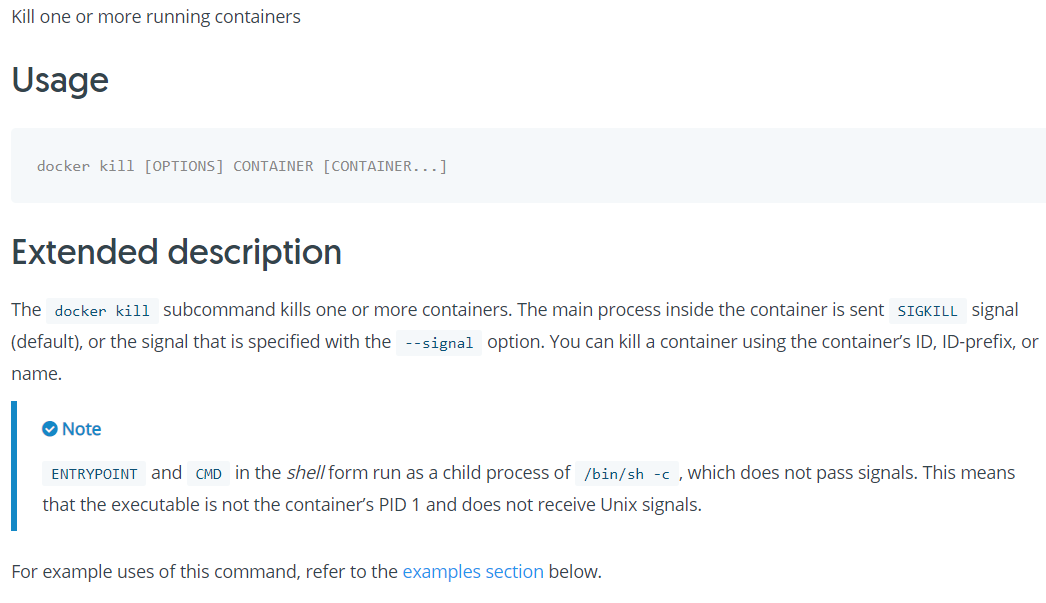 Kill one or more running containers
Usage
docker kill [OPTIONS] CONTAINER [CONTAINER...]
Extended description
The docker kill subcommand kills one or more containers. The main process inside the container is sent SIGKILL signal
(default), or the signal that is specified with the --signal option. You can kill a container using the container’s ID, ID-prefix, or
name.
Note
ENTRYPOINT and CMD in the shell form run as a child process of /bin/sh -c , which does not pass signals. This means
that the executable is not the container’s PID 1 and does not receive Unix signals.
For example uses of this command, refer to the examples section below.